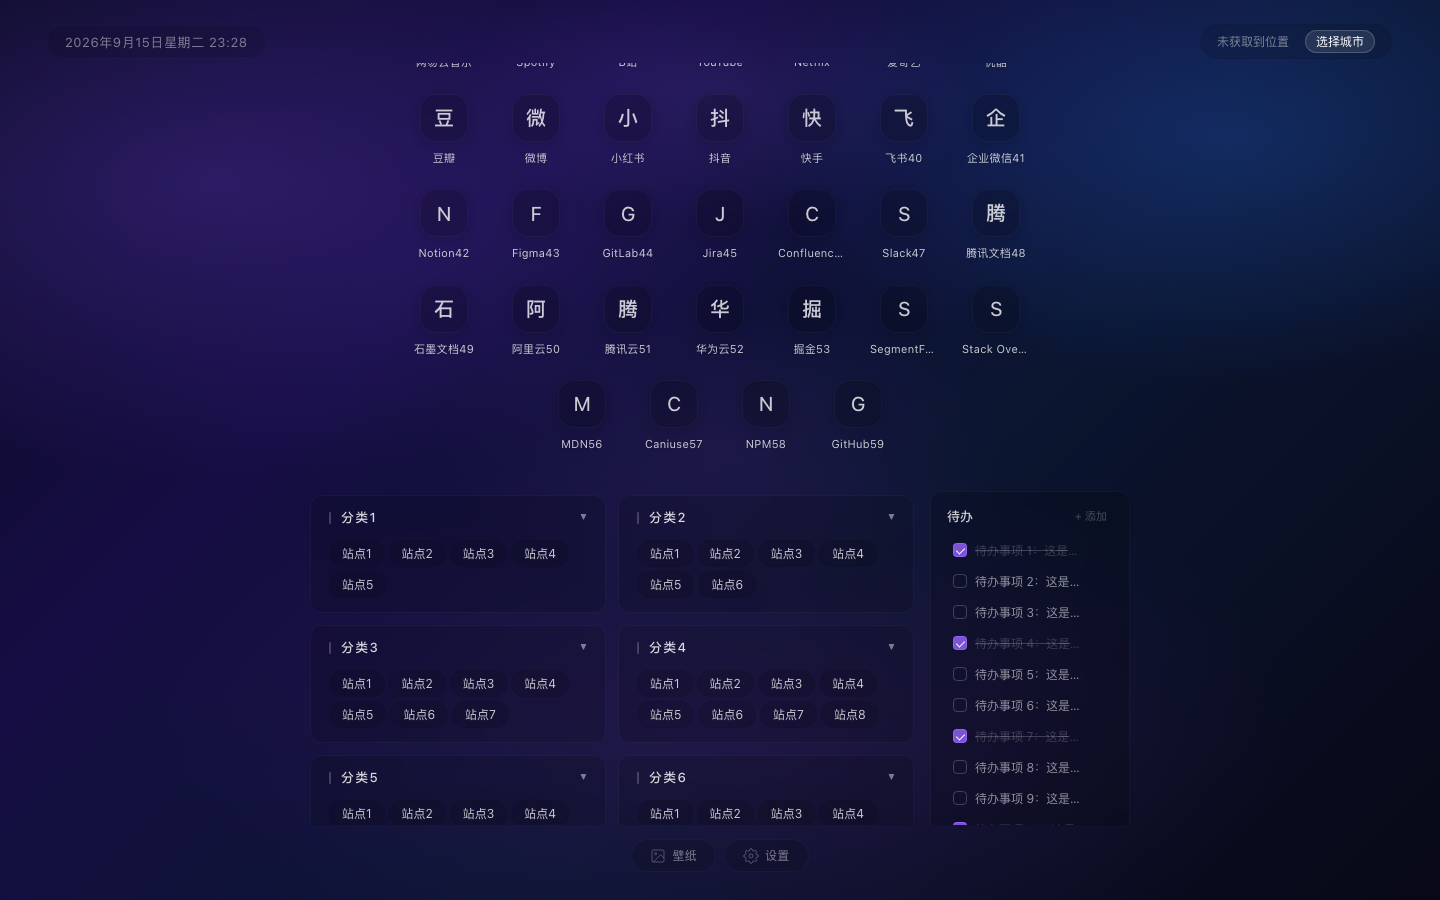 2026年9月15日星期二 23:28
未获取到位置 选择城市
网易云音乐 Spotify B站 YouTube Netflix 爱奇艺 优酷
豆 微 小 抖 快 飞 企
豆瓣 微博 小红书 抖音 快手 飞书40 企业微信41
N F G J C S 腾
Notion42 Figma43 GitLab44 Jira45 Confluenc... Slack47 腾讯文档48
石 阿 腾 华 掘 S S
石墨文档49 阿里云50 腾讯云51 华为云52 掘金53 SegmentF... Stack Ove...
M C N G
MDN56 Caniuse57 NPM58 GitHub59
分类1
站点1 站点2 站点3 站点4
站点5
分类2
站点1 站点2 站点3 站点4
站点5 站点6
分类3
站点1 站点2 站点3 站点4
站点5 站点6 站点7
分类4
站点1 站点2 站点3 站点4
站点5 站点6 站点7 站点8
分类5
站点1 站点2 站点3 站点4
分类6
站点1 站点2 站点3 站点4
待办 + 添加
待办事项 1：这是...
待办事项 2：这是...
待办事项 3：这是...
待办事项 4：这是...
待办事项 5：这是...
待办事项 6：这是...
待办事项 7：这是...
待办事项 8：这是...
待办事项 9：这是...
壁纸 设置